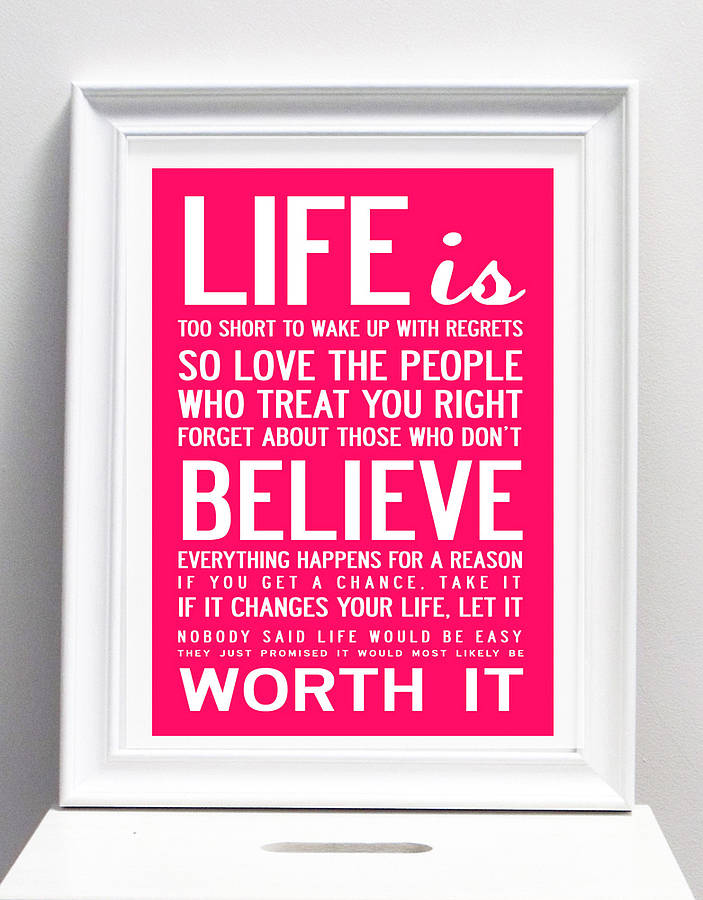 LIFE is
TOO SHORT TO WAKE UP WITH REGRETS
SO LOVE THE PEOPLE
WHO TREAT YOU RIGHT
FORGET ABOUT THOSE WHO DON'T
BELIEVE
EVERYTHING HAPPENS FOR A REASON
IF YOU GET A CHANCE, TAKE IT
IF IT CHANGES YOUR LIFE, LET IT
NOBODY SAID LIFE WOULD BE EASY
THEY JUST PROMISED IT WOULD MOST LIKELY BE
WORTH IT